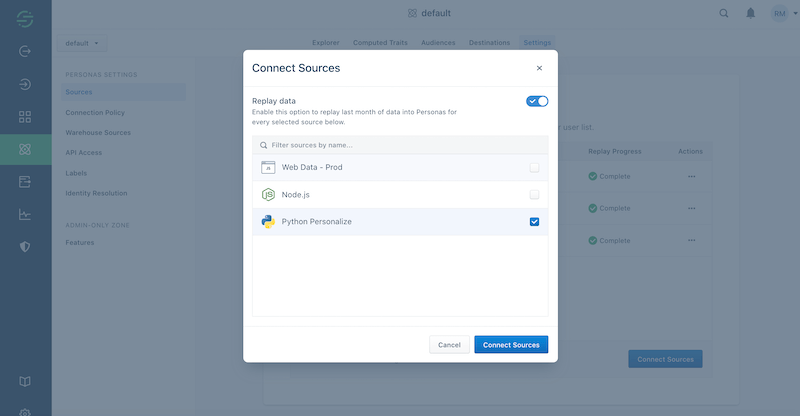 default
RM
default
Explorer Computed Traits Audiences Destinations Settings
PERSONAS SETTINGS
Sources
Connection Policy
Warehouse Sources
API Access
Labels
Identity Resolution
ADMIN-ONLY ZONE
Features
Connect Sources
Replay data
Enable this option to replay last month of data into Personas for
every selected source below.
Filter sources by name...
Web Data - Prod
Node.js
Python Personalize
Cancel Connect Sources
r user list.
Replay Progress Actions
Complete
Complete
Complete
Connect Sources